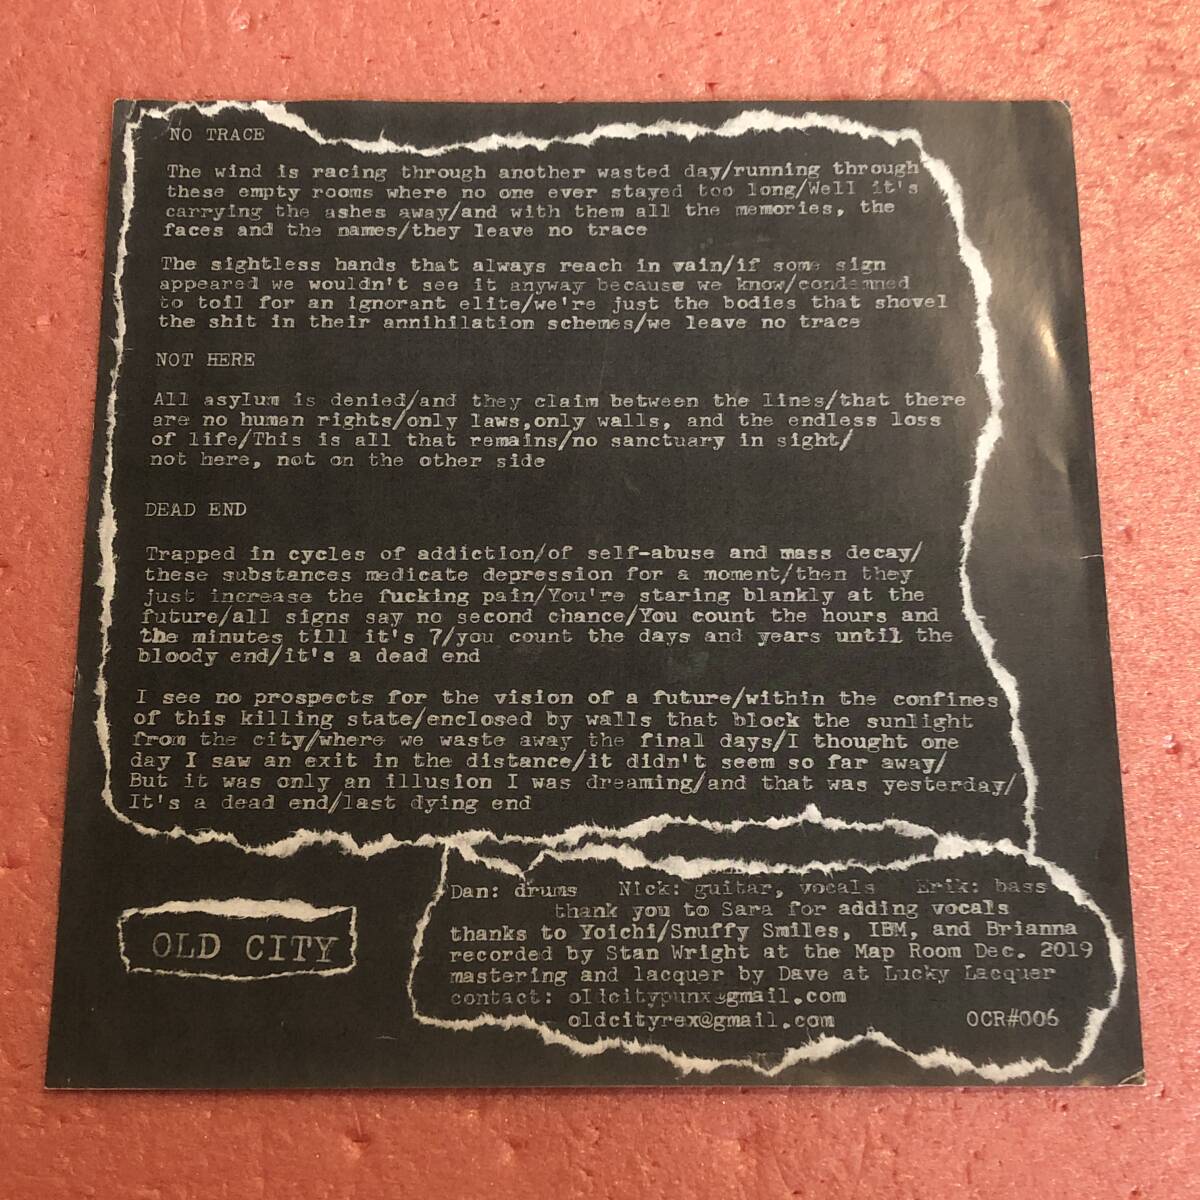 NO TRACE
The wind is racing through another wasted day/running through
these empty rooms where no one ever stayed too long/Well it's
carrying the ashes away/and with them all the memories, the
faces and the names/they leave no trace
The sightless hands that always reach in vain/if some sign
appeared we wouldn't see it anyway because we know/condemned
to toil for an ignorant elite/we're just the bodies that shovel
the shit in their annihilation schemes/we leave no trace
NOT HERE
All asylum is denied/and they claim between the lines/that there
are no human rights/only laws,only walls, and the endless loss
of life/This is all that remains/no sanctuary in sight/
not here, not on the other side
DEAD END
Trapped in cycles of addiction/of self-abuse and mass decay/
these substances medicate depression for a moment/then they
just increase the fucking pain/You're staring blankly at the
future/all signs say no second chance/You count the hours and
the minutes till it's 7/you count the days and years until the
bloody end/it's a dead end
I see no prospects for the vision of a future/within the confines
of this killing state/enclosed by walls that block the sunlight
from the city/where we waste away the final days/I thought one
day I saw an exit in the distance/it didn't seem so far away/
But it was only an illusion I was dreaming/and that was yesterday/
It's a dead end/last dying end
OLD CITY
Dan: drums Nick: guitar, vocals Erik: bass
thank you to Sara for adding vocals
thanks to Yoichi/Snuffy Smiles, IBM, and Brianna
recorded by Stan Wright at the Map Room Dec. 2019
mastering and lacquer by Dave at Lucky Lacquer
contact: oldcitypunx@gmail.com
oldcityrex@gmail.com OCR#006